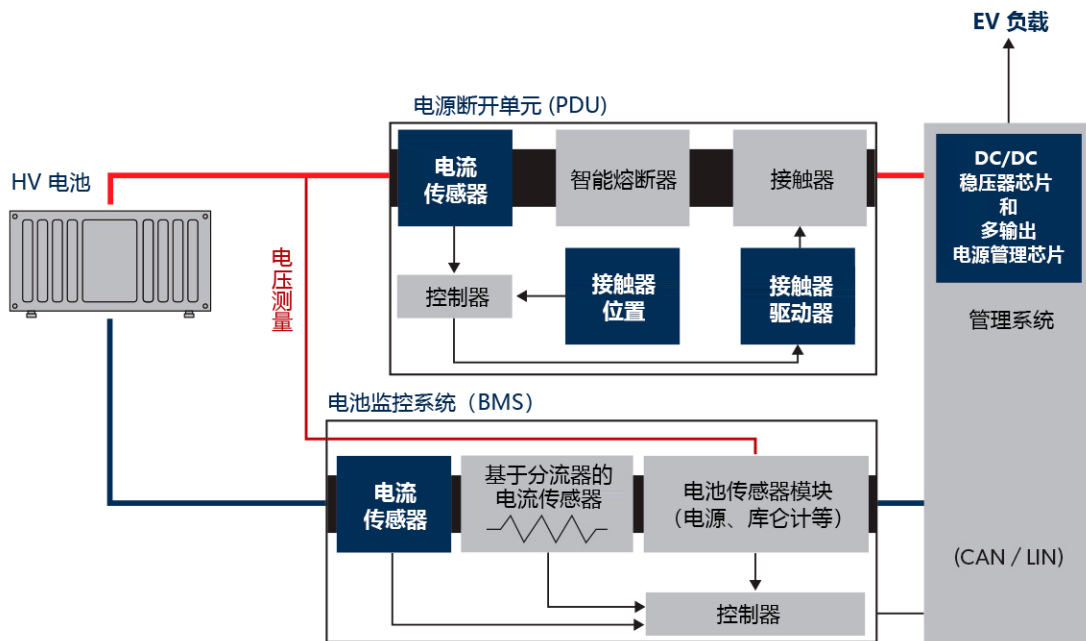 EV 负载
电源断开单元 (PDU)
HV 电池
电流
传感器
智能熔断器
接触器
DC/DC
稳压器芯片
和
多输出
电源管理芯片
电压测量
控制器
接触器
位置
接触器
驱动器
管理系统
电池监控系统（BMS）
电流
传感器
基于分流器的
电流传感器
电池传感器模块
（电源、库仑计等）
(CAN / LIN)
控制器